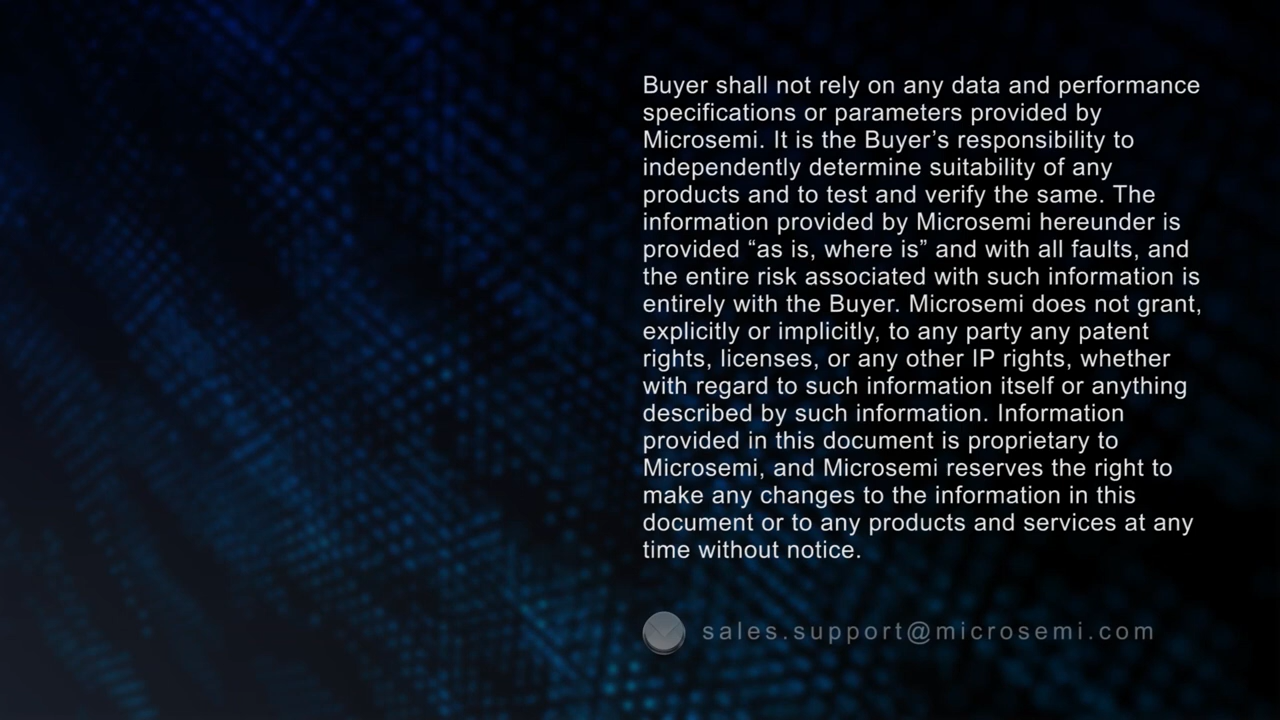 Buyer shall not rely on any data and performance
specifications or parameters provided by
Microsemi. It is the Buyer’s responsibility to
independently determine suitability of any
products and to test and verify the same. The
information provided by Microsemi hereunder is
provided “as is, where is” and with all faults, and
the entire risk associated with such information is
entirely with the Buyer. Microsemi does not grant,
explicitly or implicitly, to any party any patent
rights, licenses, or any other IP rights, whether
with regard to such information itself or anything
described by such information. Information
provided in this document is proprietary to
Microsemi, and Microsemi reserves the right to
make any changes to the information in this
document or to any products and services at any
time without notice.
sales.support@microsemi.com